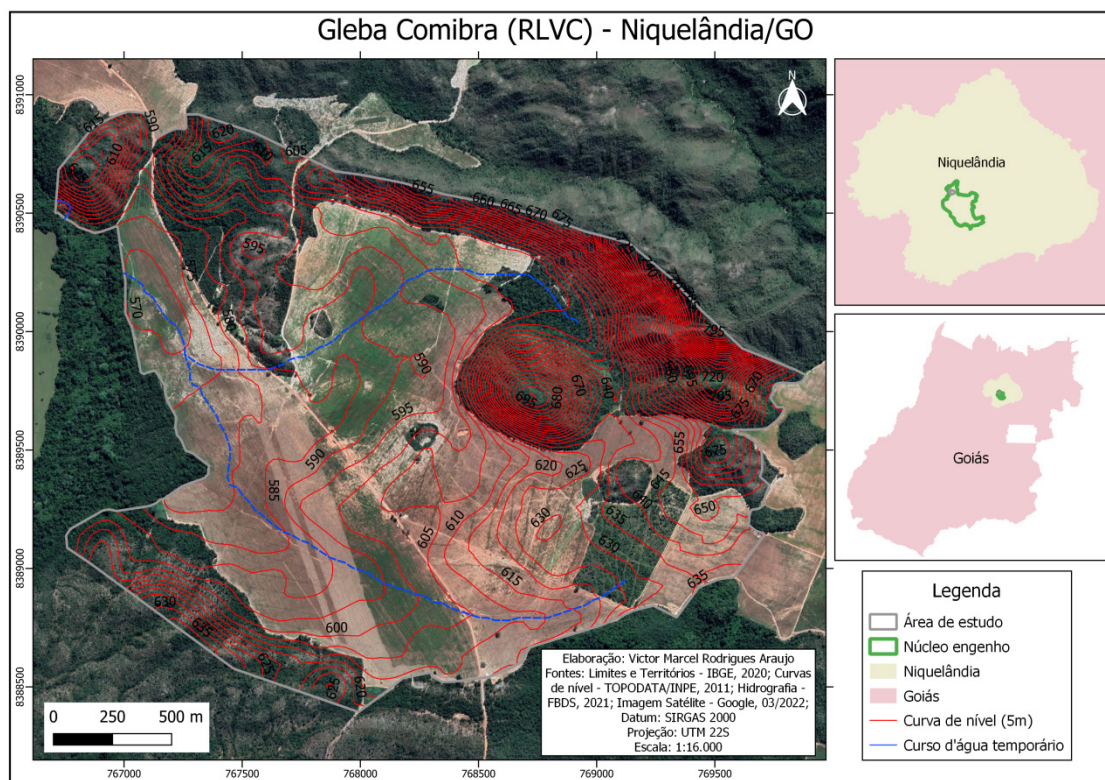 Gleba Comibra (RLVC) - Niquelândia/GO
N
8391000
8390500
8390000
8389500
8389000
8388500
767000
767500
768000
768500
769000
769500
615
590
620
610
615
605
655
660
665
670
675
595
570
590
595
590
585
640
670
680
695
720
620
625
655
625
645
650
635
630
630
610
605
615
635
600
630
635
625
625
620
0 250 500 m
Elaboração: Victor Marcel Rodrigues Araujo
Fontes: Limites e Territórios - IBGE, 2020; Curvas
de nível - TOPODATA/INPE, 2011; Hidrografia -
FBDS, 2021; Imagem Satélite - Google, 03/2022;
Datum: SIRGAS 2000
Projeção: UTM 22S
Escala: 1:16.000
Niquelândia
Goiás
Legenda
Área de estudo
Núcleo engenho
Niquelândia
Goiás
Curva de nível (5m)
Curso d'água temporário